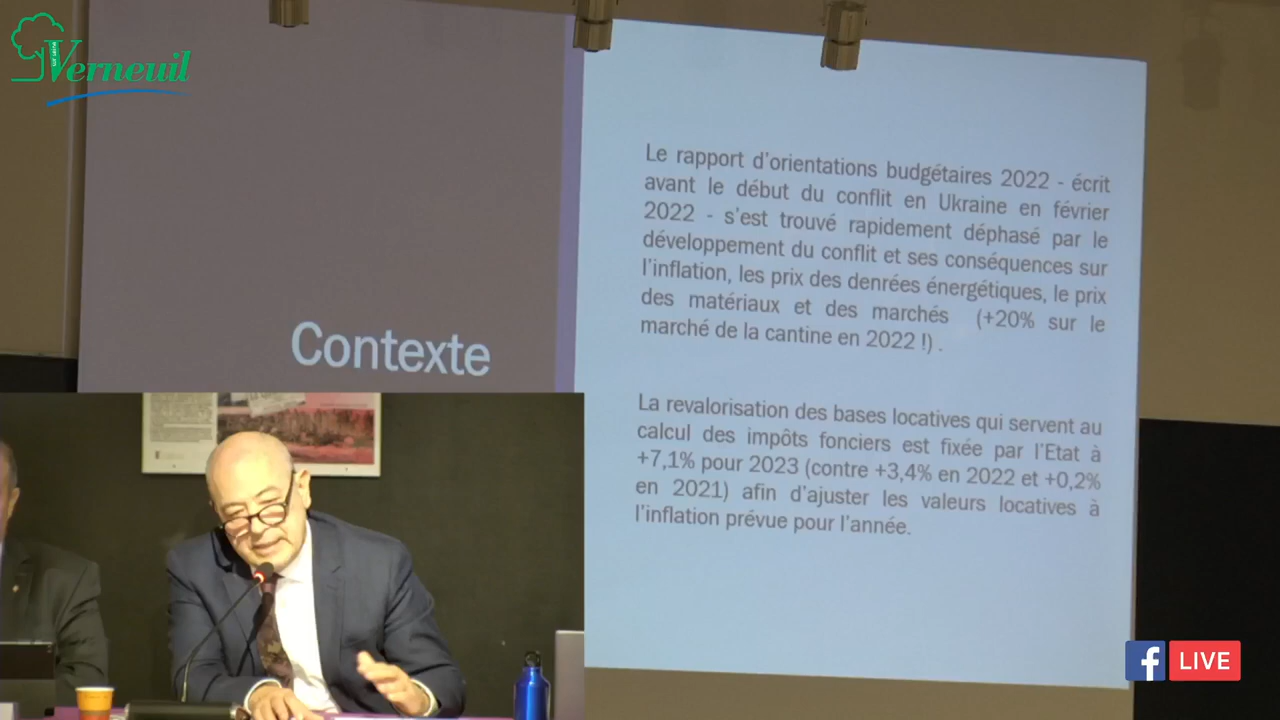 Verneuil
Contexte
Le rapport d'orientations budgétaires 2022 - écrit
avant le début du conflit en Ukraine en février
2022 - s'est trouvé rapidement déphasé par le
développement du conflit et ses conséquences sur
l'inflation, les prix des denrées énergétiques, le prix
des matériaux et des marchés (+20% sur le
marché de la cantine en 2022 !) .
La revalorisation des bases locatives qui servent au
calcul des impôts fonciers est fixée par l'Etat à
+7,1% pour 2023 (contre +3,4% en 2022 et +0,2%
en 2021) afin d'ajuster les valeurs locatives à
l'inflation prévue pour l'année.
f LIVE